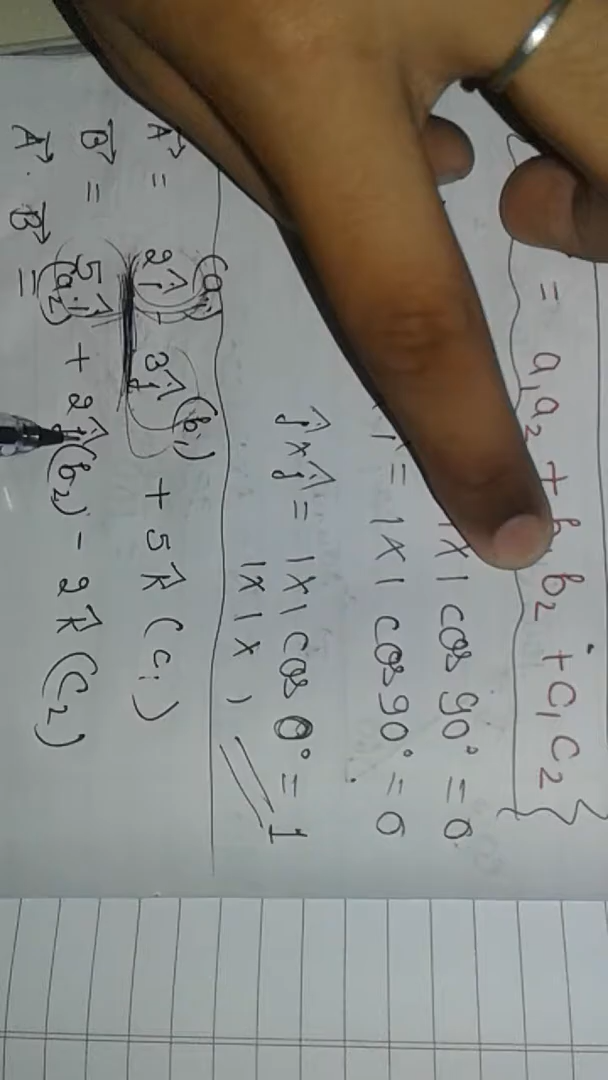 = a₁a₂ + b₁b₂ + c₁c₂}
1×1 cos 90° = 0
= 1×1 cos 90° = 0
ĵ×ĵ = 1×1 cos 0° = 1
1×1×1
A⃗ = 2î (a₁) 3ĵ (b₁) + 5k̂ (c₁)
B⃗ = 5î (a₂) + 2ĵ (b₂) - 2k̂ (c₂)
A⃗ · B⃗ =